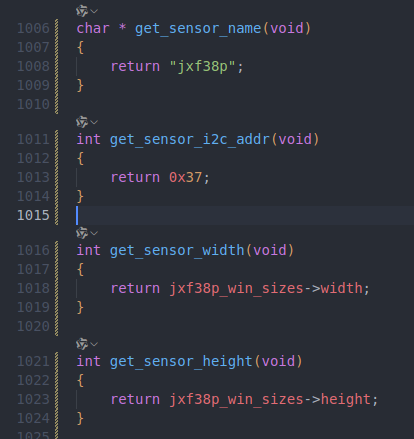 1006 char * get_sensor_name(void)
1007 {
1008     return "jxf38p";
1009 }
1010
1011 int get_sensor_i2c_addr(void)
1012 {
1013     return 0x37;
1014 }
1015
1016 int get_sensor_width(void)
1017 {
1018     return jxf38p_win_sizes->width;
1019 }
1020
1021 int get_sensor_height(void)
1022 {
1023     return jxf38p_win_sizes->height;
1024 }
1025